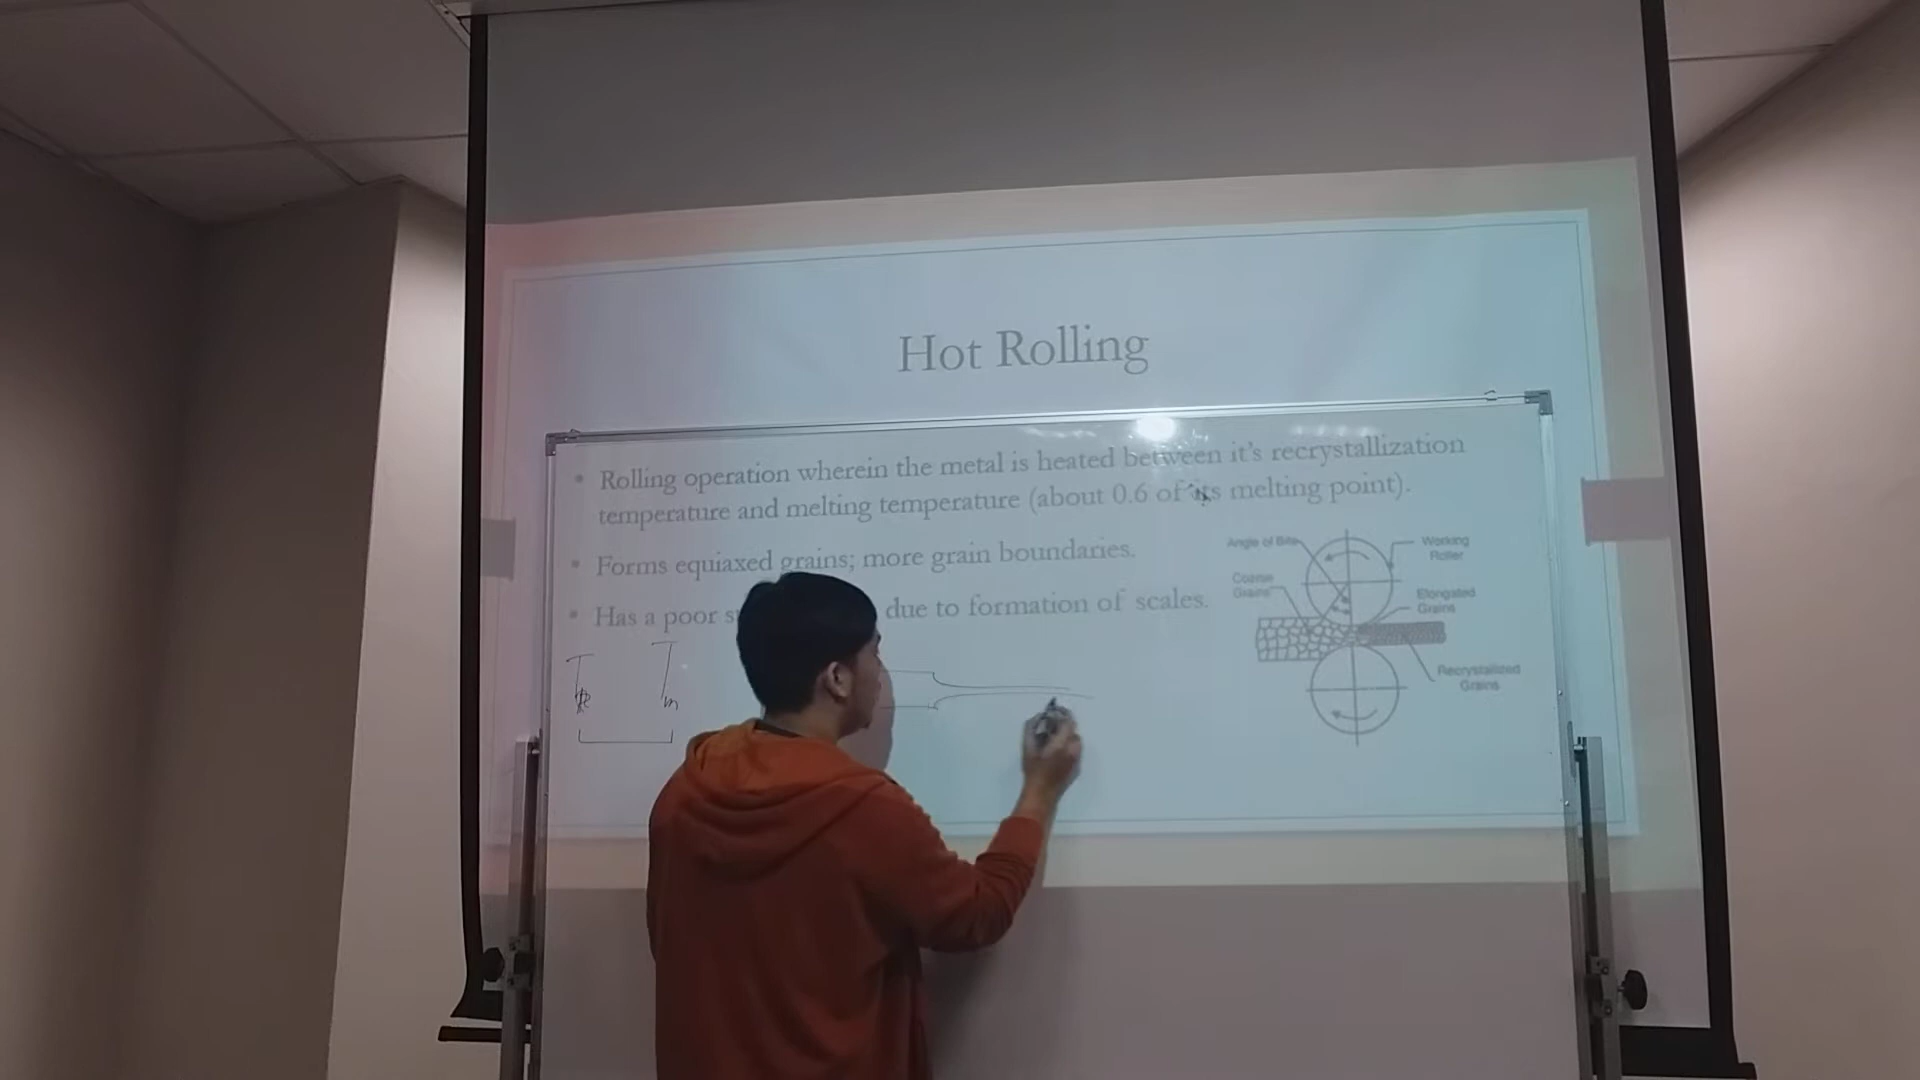 Hot Rolling
• Rolling operation wherein the metal is heated between it's recrystallization
temperature and melting temperature (about 0.6 of its melting point).
• Forms equiaxed grains; more grain boundaries.
• Has a poor due to formation of scales.
Angle of Bite
Working
Roller
Coarse
Grains
Elongated
Grains
Recrystallized
Grains
T T
R m